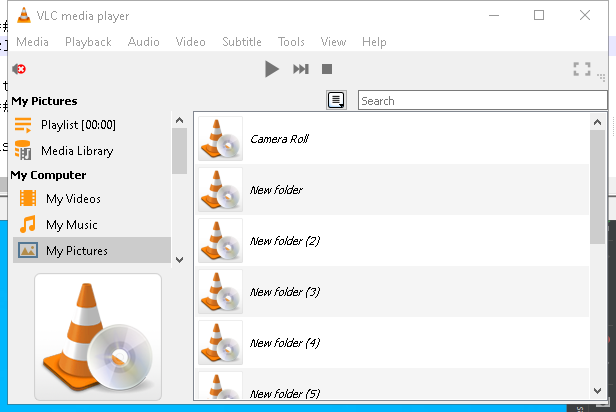 VLC media player
Media Playback Audio Video Subtitle Tools View Help
My Pictures
Search
Playlist [00:00]
Media Library
My Computer
My Videos
My Music
My Pictures
Camera Roll
New folder
New folder (2)
New folder (3)
New folder (4)
New folder (5)